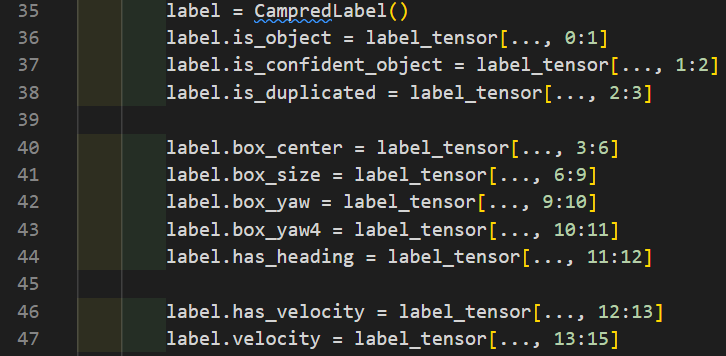 35 label = CampredLabel()
36 label.is_object = label_tensor[..., 0:1]
37 label.is_confident_object = label_tensor[..., 1:2]
38 label.is_duplicated = label_tensor[..., 2:3]
39
40 label.box_center = label_tensor[..., 3:6]
41 label.box_size = label_tensor[..., 6:9]
42 label.box_yaw = label_tensor[..., 9:10]
43 label.box_yaw4 = label_tensor[..., 10:11]
44 label.has_heading = label_tensor[..., 11:12]
45
46 label.has_velocity = label_tensor[..., 12:13]
47 label.velocity = label_tensor[..., 13:15]